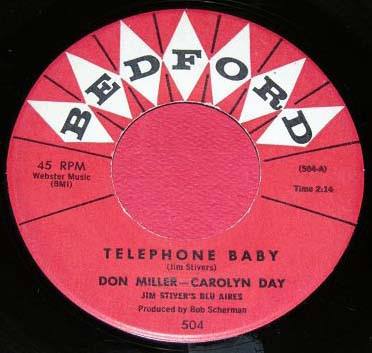 BEDFORD
45 RPM
Webster Music
(BMI)
(504-A)
Time 2:14
TELEPHONE BABY
(Jim Stivers)
DON MILLER—CAROLYN DAY
JIM STIVER'S BLU AIRES
Produced by Bob Scherman
504